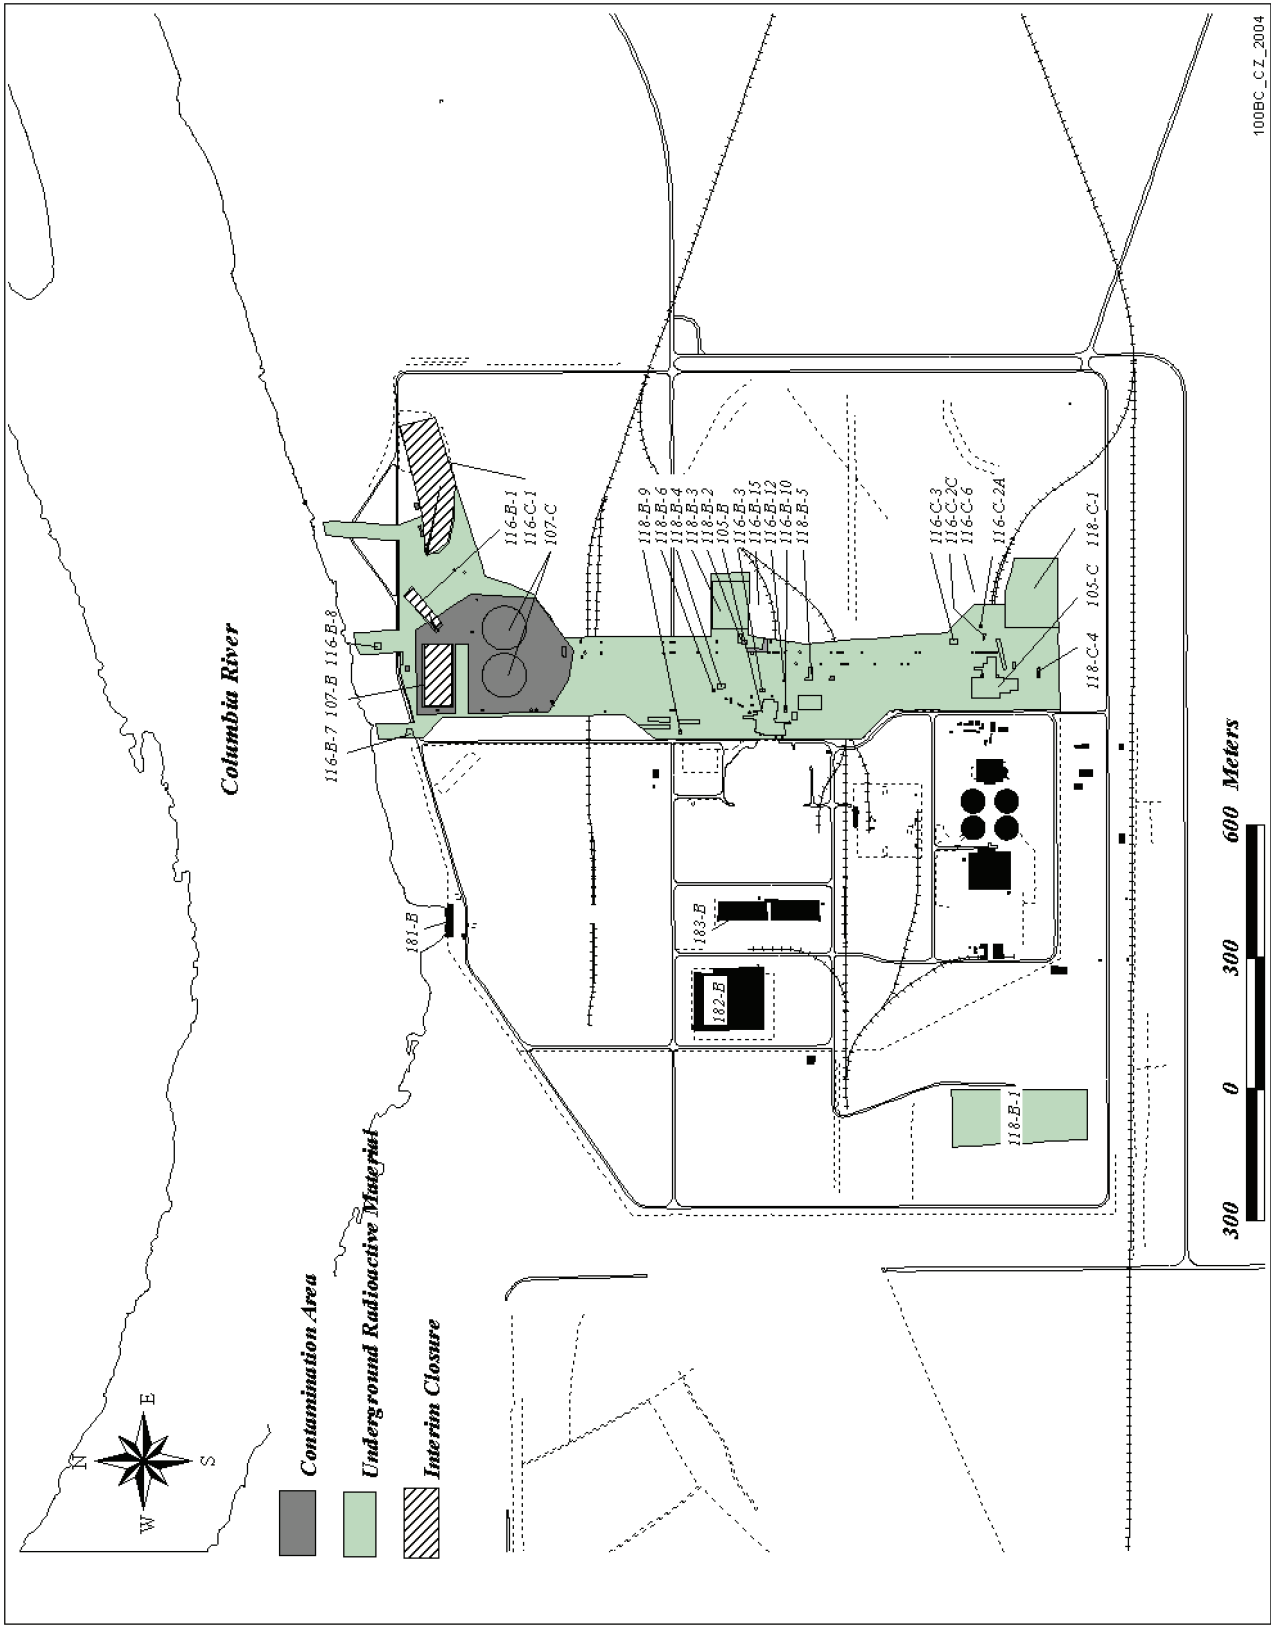 Columbia River
N
E
S
W
Contamination Area
Underground Radioactive Material
Interim Closure
181-B
116-B-7
107-B
116-B-8
116-B-1
116-C-1
107-C
182-B
183-B
118-B-9
118-B-6
118-B-4
118-B-3
118-B-2
105-B
116-B-3
116-B-15
116-B-12
116-B-10
118-B-5
118-B-1
116-C-3
116-C-2C
116-C-6
116-C-2A
118-C-4
105-C
118-C-1
300
0
300
600 Meters
100BC_CZ_2004